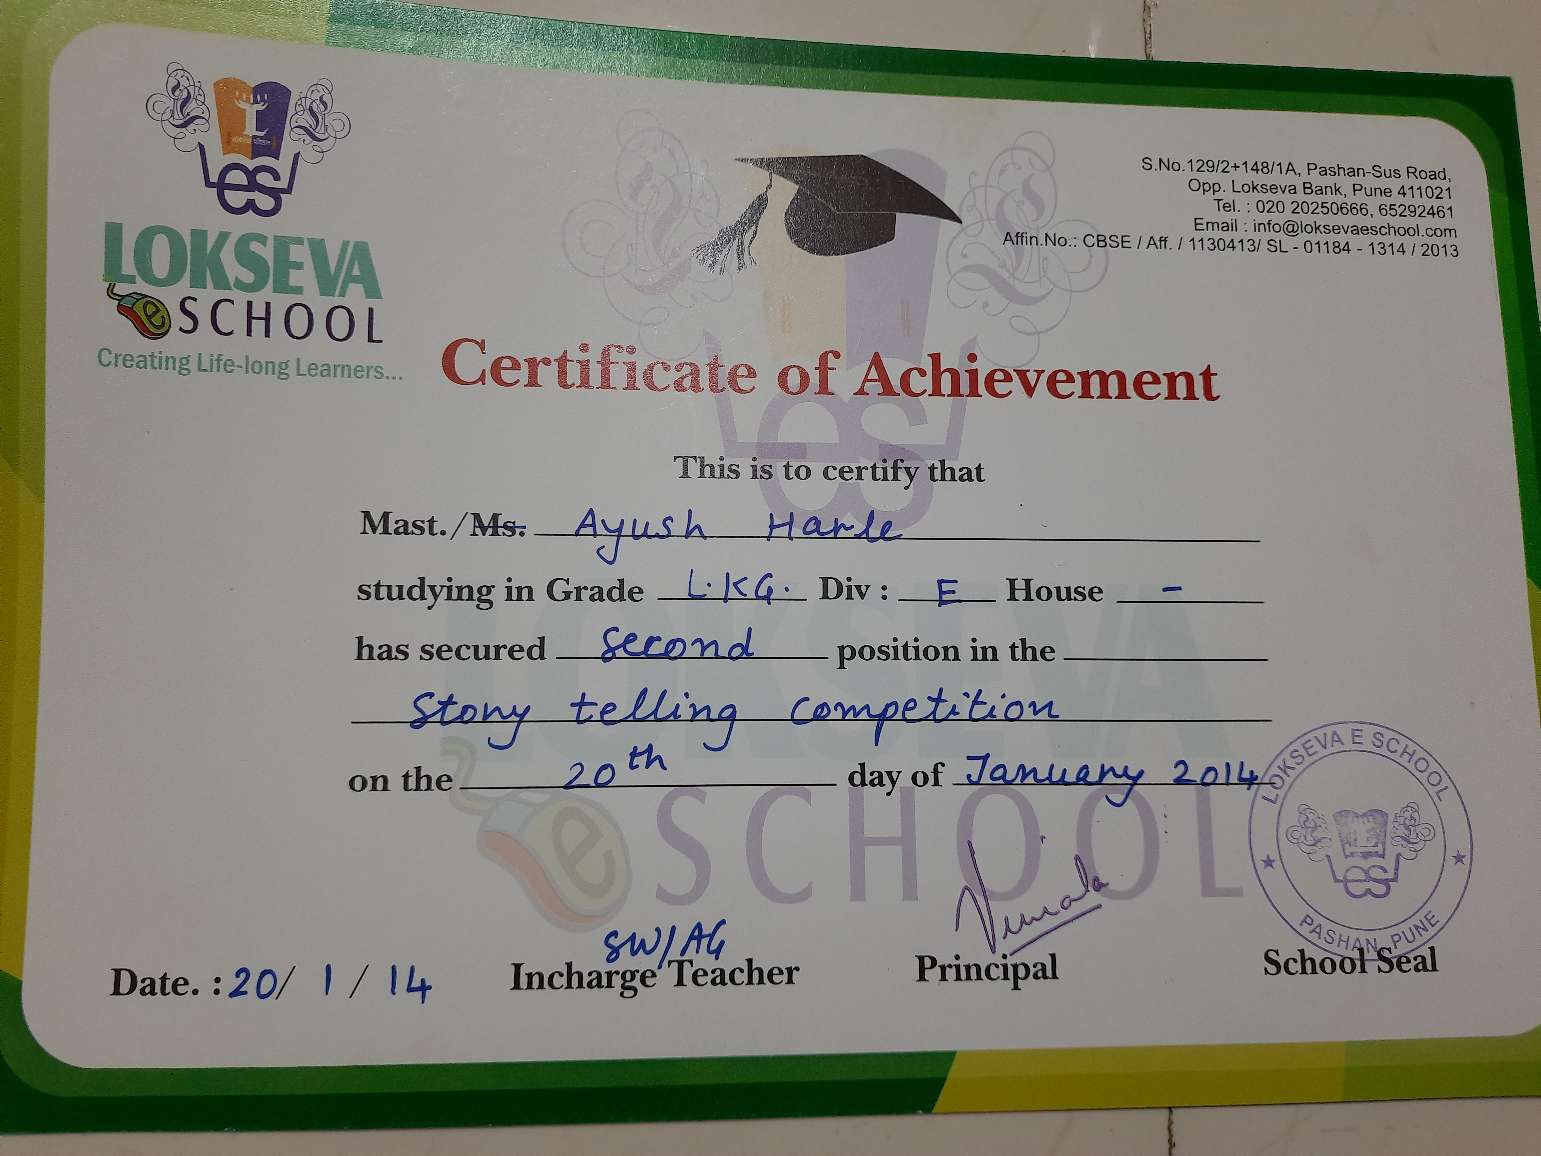 L
es
LOKSEVA
e SCHOOL
Creating Life-long Learners...
S.No.129/2+148/1A, Pashan-Sus Road,
Opp. Lokseva Bank, Pune 411021
Tel. : 020 20250666, 65292461
Email : info@loksevaeschool.com
Affin.No.: CBSE / Aff. / 1130413/ SL - 01184 - 1314 / 2013
Certificate of Achievement
This is to certify that
Mast./Ms. Ayush Harle
studying in Grade L.KG. Div : E House -
has secured second position in the
Story telling competition
on the 20th day of January 2014
LOKSEVA E SCHOOL
es
PASHAN, PUNE
SW/AG
Vimala
Date. : 20/ 1 / 14 Incharge Teacher Principal School Seal
LOKSEVA
e SCHOOL